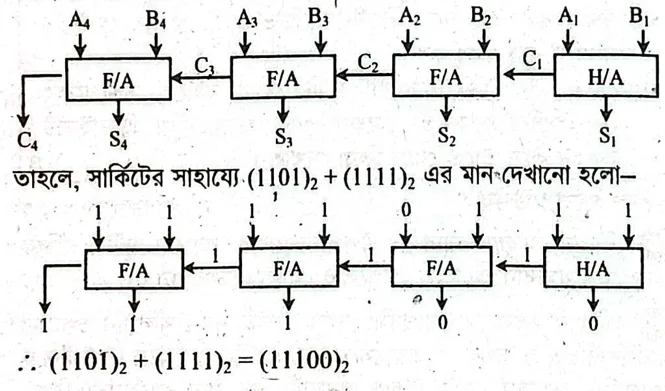 A₄ B₄ A₃ B₃ A₂ B₂ A₁ B₁
F/A C₃ F/A C₂ F/A C₁ H/A
C₄ S₄ S₃ S₂ S₁
তাহলে, সার্কিটের সাহায্যে (1101)₂ + (1111)₂ এর মান দেখানো হলো–
1 1 1 1 0 1 1 1
F/A 1 F/A 1 F/A 1 H/A
1 1 0 0
∴ (1101)₂ + (1111)₂ = (11100)₂